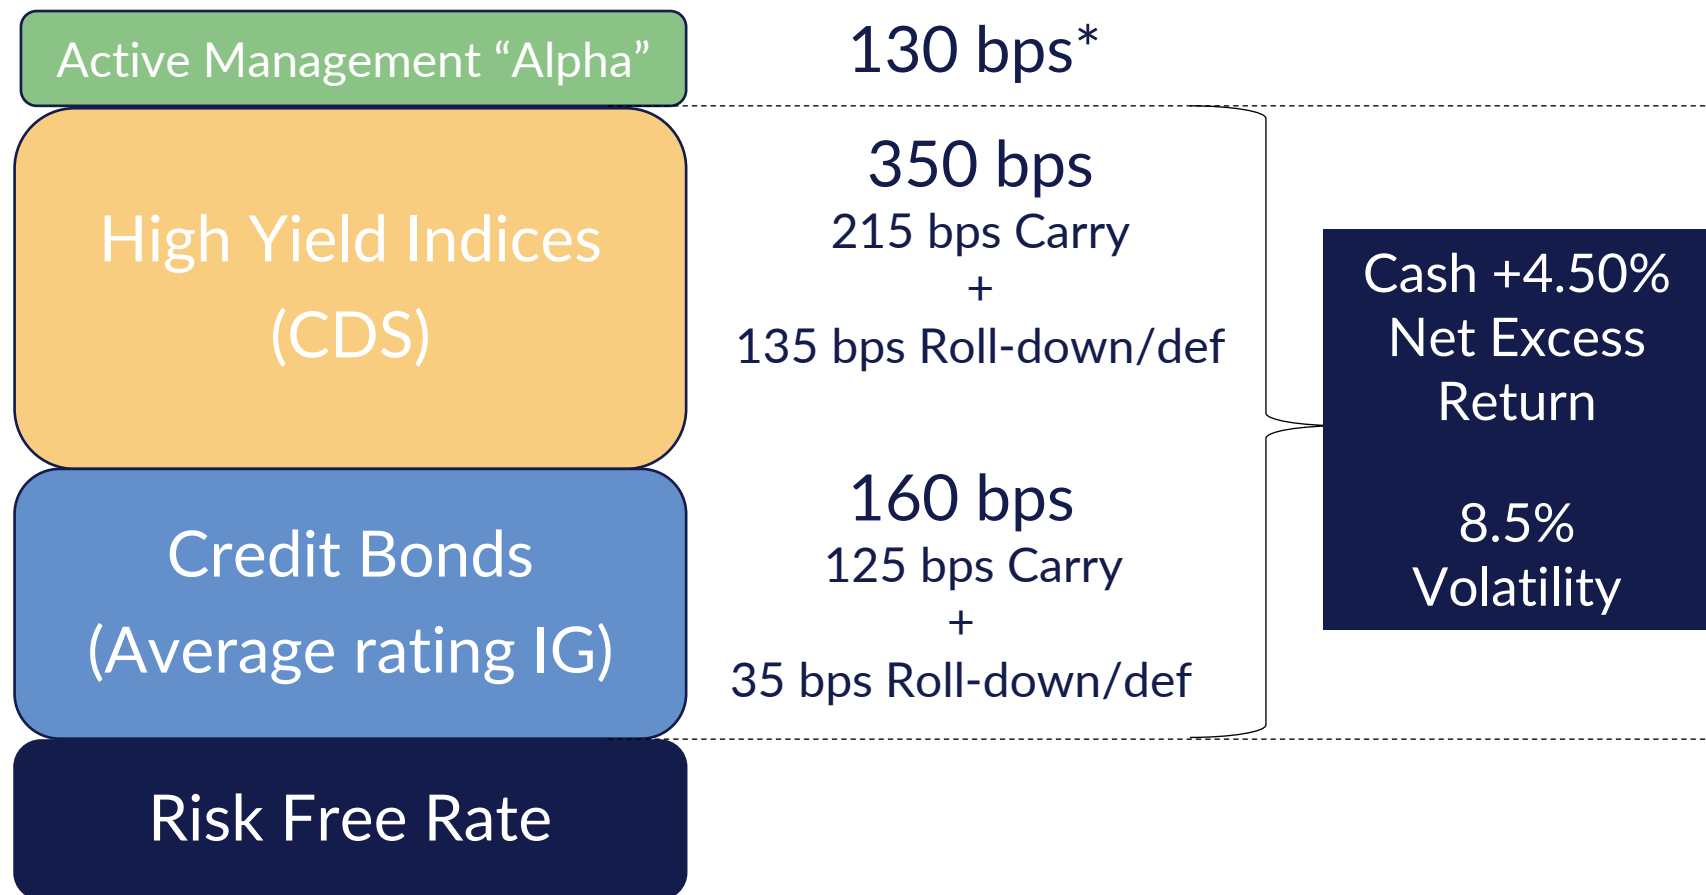 Active Management “Alpha”
130 bps*
High Yield Indices
(CDS)
350 bps
215 bps Carry
+
135 bps Roll-down/def
Credit Bonds
(Average rating IG)
160 bps
125 bps Carry
+
35 bps Roll-down/def
Cash +4.50%
Net Excess
Return
8.5%
Volatility
Risk Free Rate